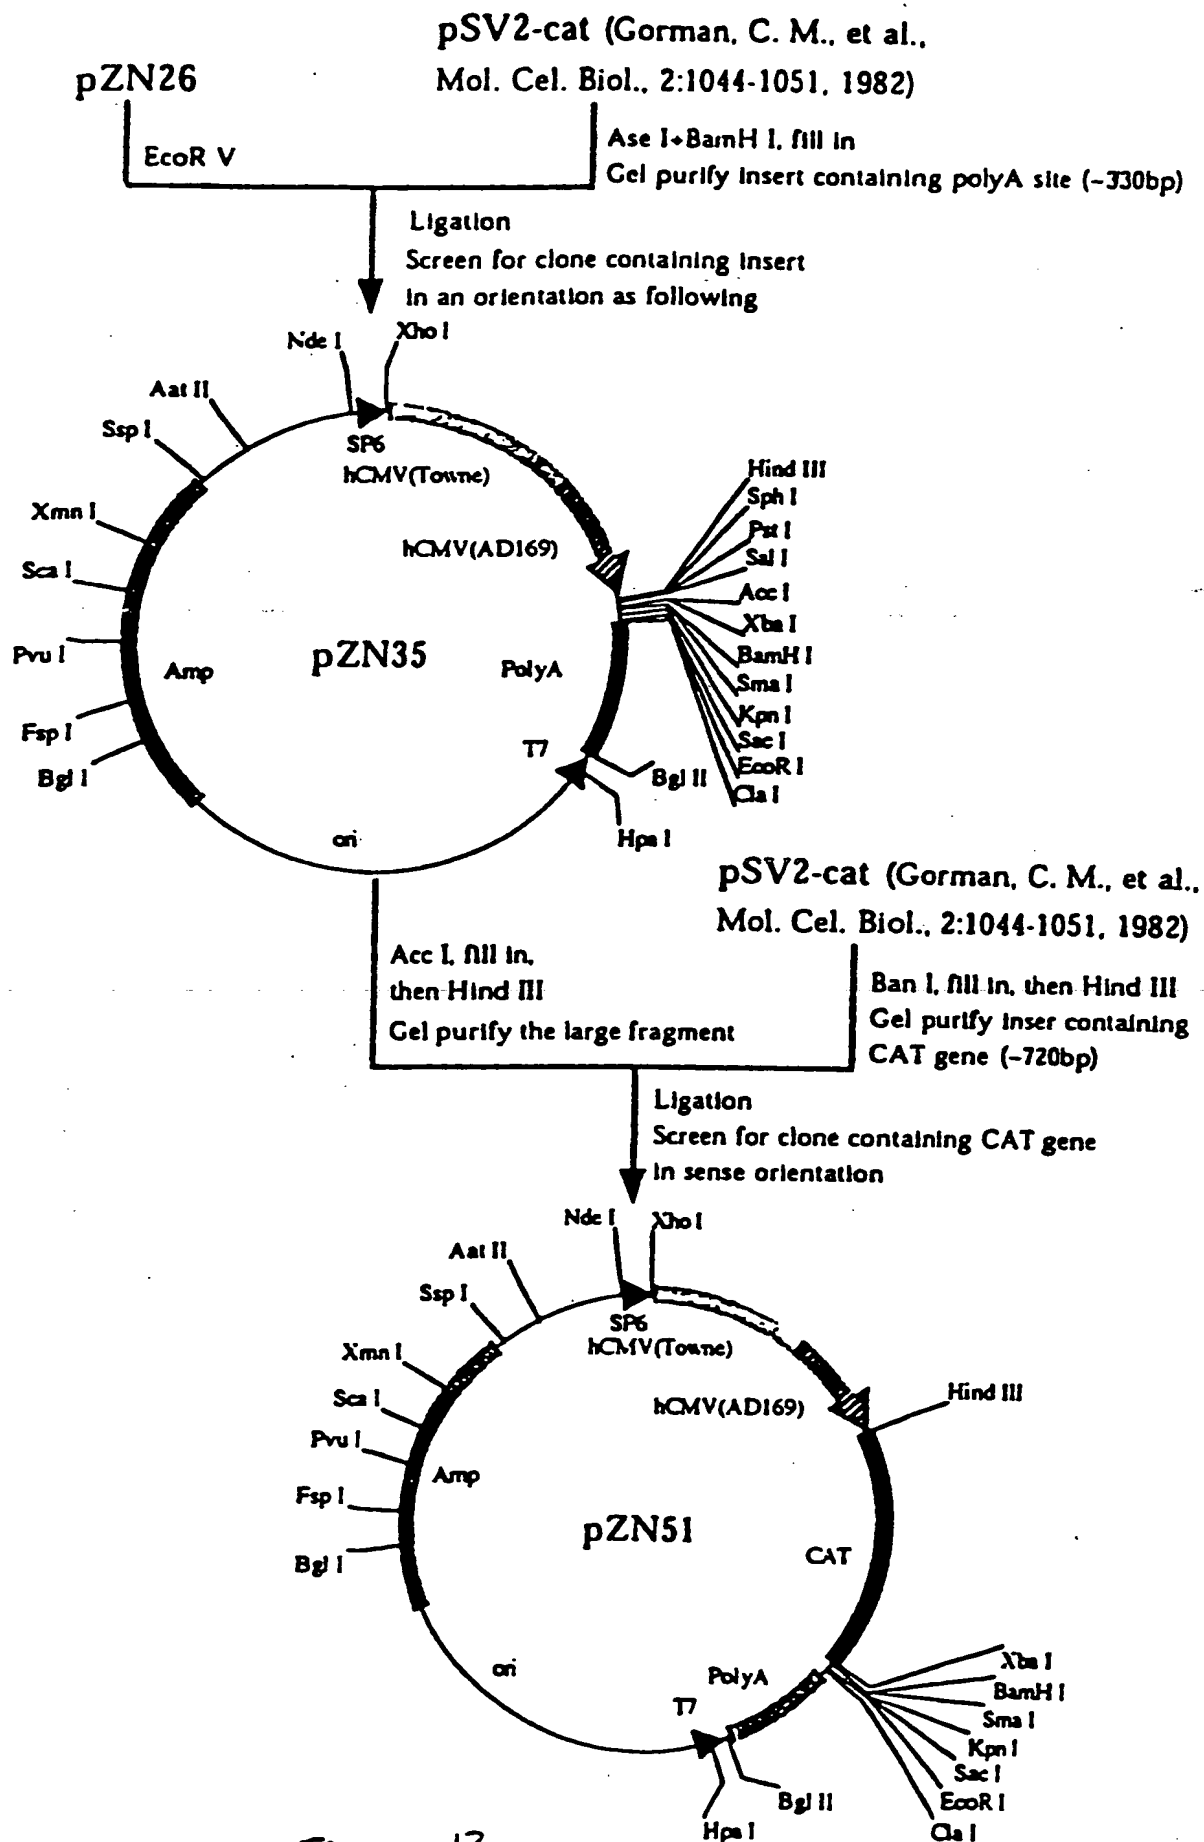 pSV2-cat (Gorman, C. M., et al.,
Mol. Cel. Biol., 2:1044-1051, 1982)
pZN26
EcoR V
Ase I+BamH I, fill in
Gel purify insert containing polyA site (~330bp)
Ligation
Screen for clone containing insert
in an orientation as following
Nde I
Xho I
Aat II
Ssp I
Xmn I
Sca I
Pvu I
Fsp I
Bgl I
SP6
hCMV(Towne)
hCMV(AD169)
Amp
pZN35
PolyA
T7
ori
Hind III
Sph I
Pst I
Sal I
Acc I
Xba I
BamH I
Sma I
Kpn I
Sac I
EcoR I
Cla I
Bgl II
Hpa I
pSV2-cat (Gorman, C. M., et al.,
Mol. Cel. Biol., 2:1044-1051, 1982)
Acc I, fill in,
then Hind III
Gel purify the large fragment
Ban I, fill in, then Hind III
Gel purify inser containing
CAT gene (~720bp)
Ligation
Screen for clone containing CAT gene
in sense orientation
Nde I
Xho I
Aat II
Ssp I
Xmn I
Sca I
Pvu I
Fsp I
Bgl I
SP6
hCMV(Towne)
hCMV(AD169)
Hind III
Amp
pZN51
CAT
ori
PolyA
T7
Xba I
BamH I
Sma I
Kpn I
Sac I
EcoR I
Cla I
Bgl II
Hpa I